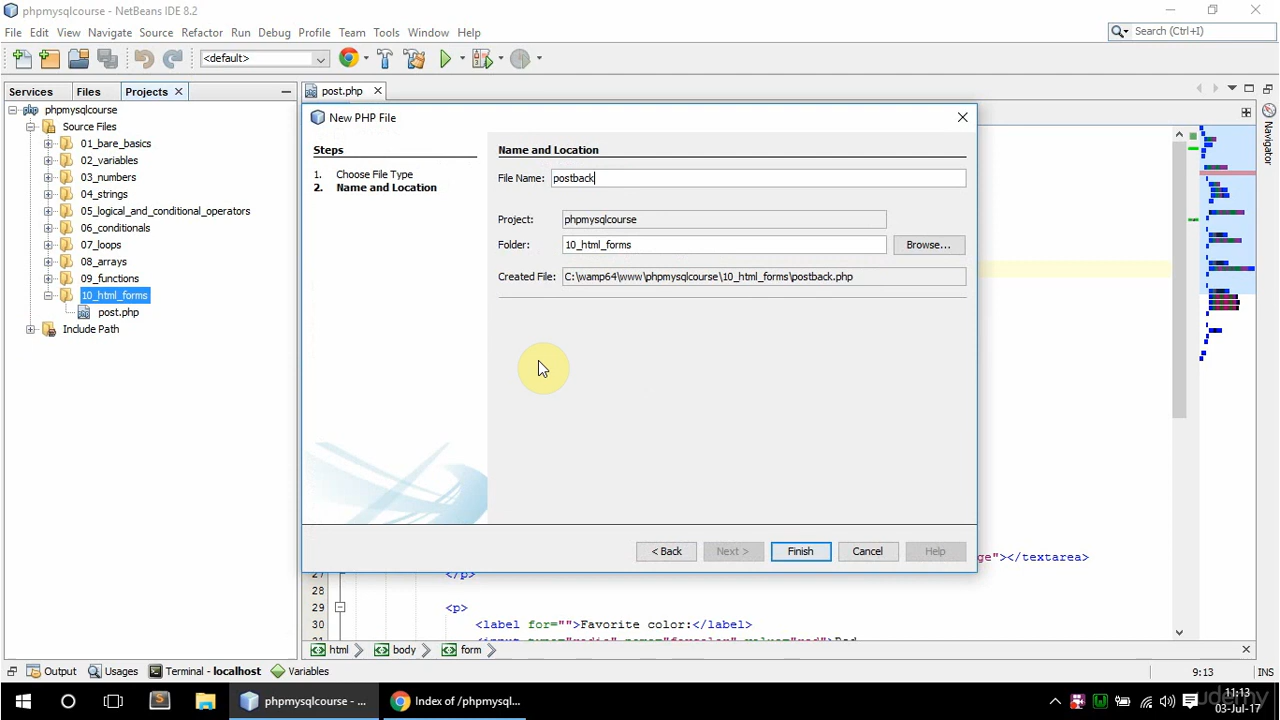 phpmysqlcourse - NetBeans IDE 8.2
File Edit View Navigate Source Refactor Run Debug Profile Team Tools Window Help
Search (Ctrl+I)
<default>
Services Files Projects
post.php
phpmysqlcourse
Source Files
01_bare_basics
02_variables
03_numbers
04_strings
05_logical_and_conditional_operators
06_conditionals
07_loops
08_arrays
09_functions
10_html_forms
post.php
Include Path
New PHP File
Steps
1. Choose File Type
2. Name and Location
Name and Location
File Name: postback
Project: phpmysqlcourse
Folder: 10_html_forms Browse...
Created File: C:\wamp64\www\phpmysqlcourse\10_html_forms\postback.php
< Back Next > Finish Cancel Help
Navigator
ge"></textarea>
27 </p>
28
29 <p>
30 <label for="">Favorite color:</label>
html body form
Output Usages Terminal - localhost Variables
9:13 INS
phpmysqlcourse - ...
Index of /phpmysql...
11:13
03-Jul-17
udemy